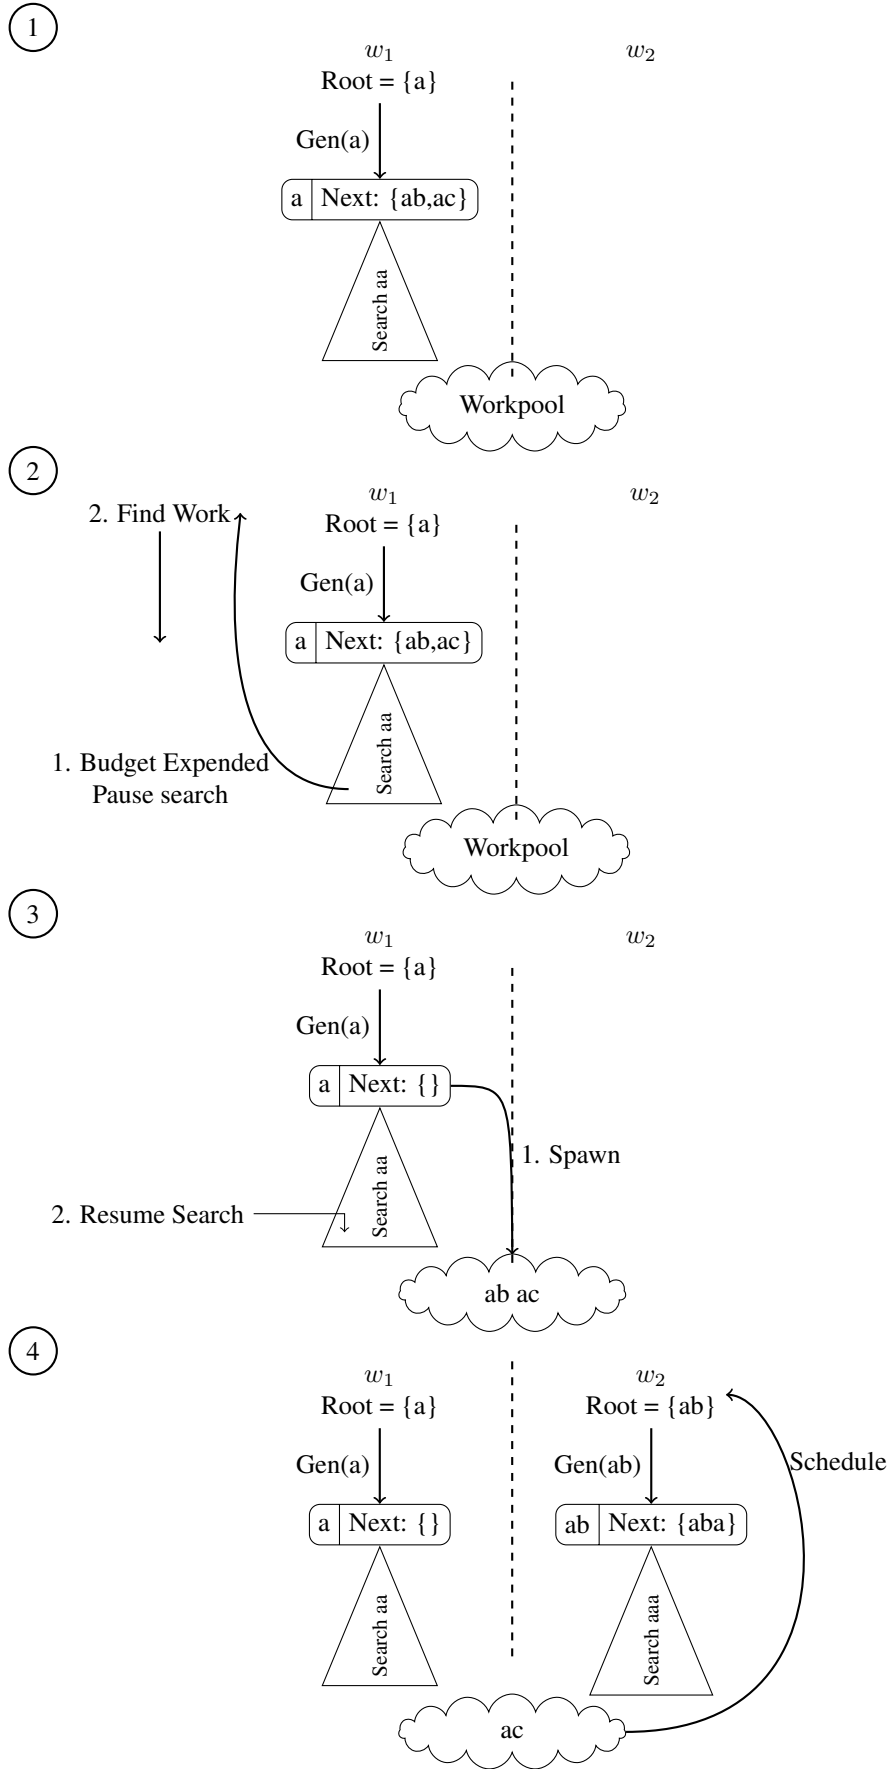 1
w1 w2
Root = {a}
Gen(a)
a Next: {ab,ac}
Search aa
Workpool
2
w1 w2
2. Find Work
Root = {a}
Gen(a)
a Next: {ab,ac}
Search aa
1. Budget Expended
Pause search
Workpool
3
w1 w2
Root = {a}
Gen(a)
a Next: {}
1. Spawn
Search aa
2. Resume Search
ab ac
4
w1 w2
Root = {a} Root = {ab}
Gen(a) Gen(ab) Schedule
a Next: {} ab Next: {aba}
Search aa Search aaa
ac